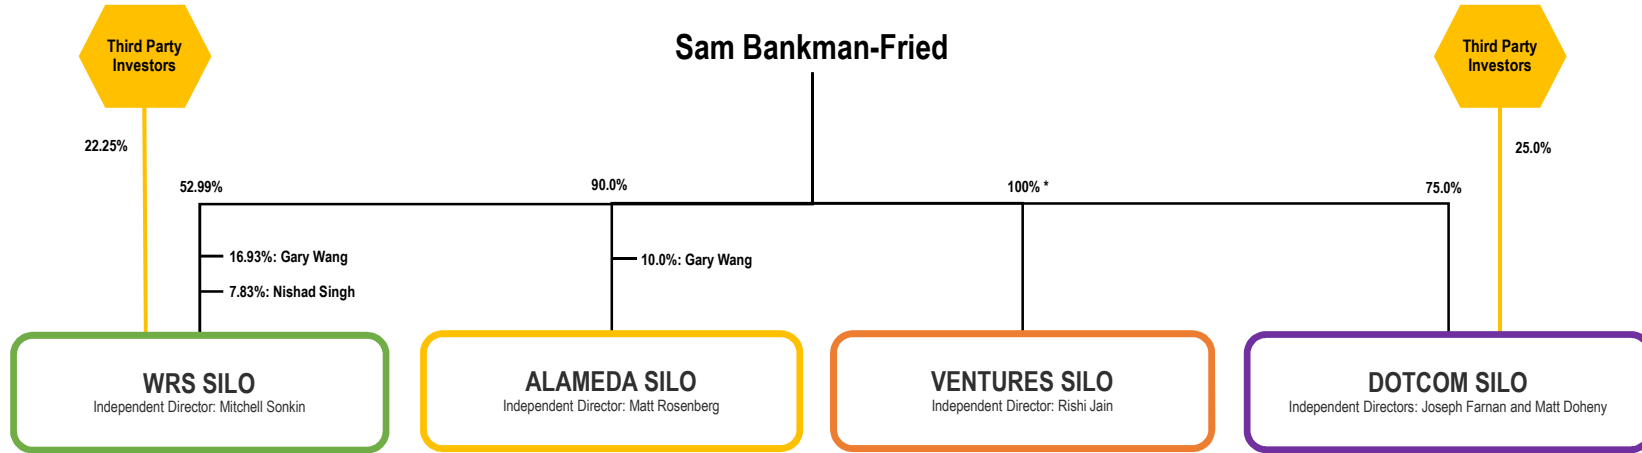 Third Party
Investors
Sam Bankman-Fried
Third Party
Investors
22.25%
25.0%
52.99%
90.0%
100% *
75.0%
16.93%: Gary Wang
10.0%: Gary Wang
7.83%: Nishad Singh
WRS SILO
Independent Director: Mitchell Sonkin
ALAMEDA SILO
Independent Director: Matt Rosenberg
VENTURES SILO
Independent Director: Rishi Jain
DOTCOM SILO
Independent Directors: Joseph Farnan and Matt Doheny